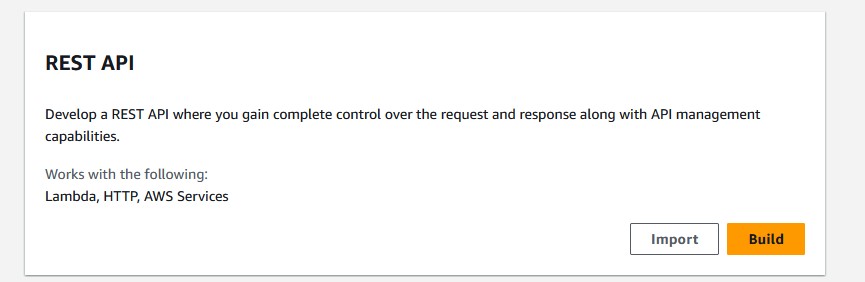 REST API
Develop a REST API where you gain complete control over the request and response along with API management
capabilities.
Works with the following:
Lambda, HTTP, AWS Services
Import Build